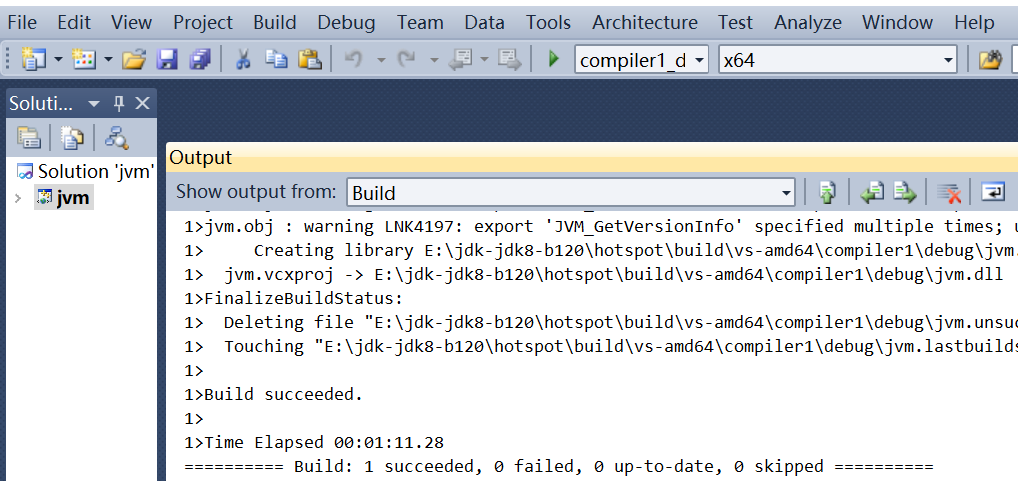 File Edit View Project Build Debug Team Data Tools Architecture Test Analyze Window Help
compiler1_d x64
Soluti...
Solution 'jvm'
jvm
Output
Show output from: Build
1>jvm.obj : warning LNK4197: export 'JVM_GetVersionInfo' specified multiple times;
1> Creating library E:\jdk-jdk8-b120\hotspot\build\vs-amd64\compiler1\debug\jvm.
1> jvm.vcxproj -> E:\jdk-jdk8-b120\hotspot\build\vs-amd64\compiler1\debug\jvm.dll
1>FinalizeBuildStatus:
1> Deleting file "E:\jdk-jdk8-b120\hotspot\build\vs-amd64\compiler1\debug\jvm.unsuc
1> Touching "E:\jdk-jdk8-b120\hotspot\build\vs-amd64\compiler1\debug\jvm.lastbuilds
1>
1>Build succeeded.
1>
1>Time Elapsed 00:01:11.28
========== Build: 1 succeeded, 0 failed, 0 up-to-date, 0 skipped ==========